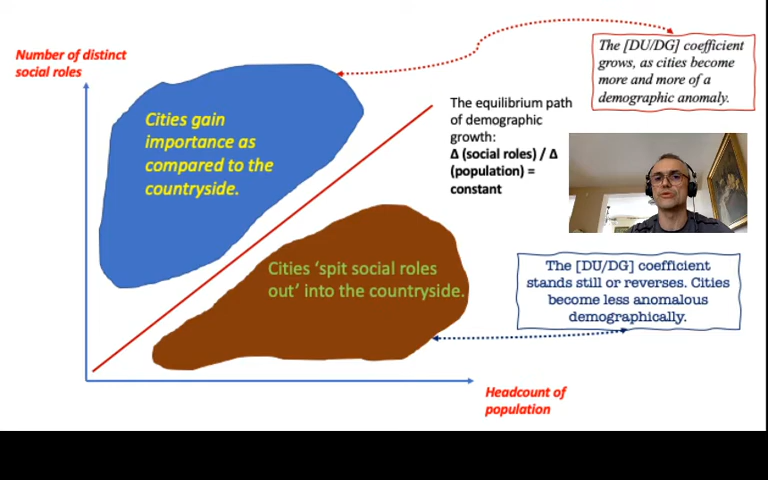 Number of distinct
social roles
The [DU/DG] coefficient
grows, as cities become
more and more of a
demographic anomaly.
Cities gain
importance as
compared to the
countryside.
The equilibrium path
of demographic
growth:
Δ (social roles) / Δ
(population) =
constant
Cities ‘spit social roles
out’ into the countryside.
The [DU/DG] coefficient
stands still or reverses. Cities
become less anomalous
demographically.
Headcount of
population